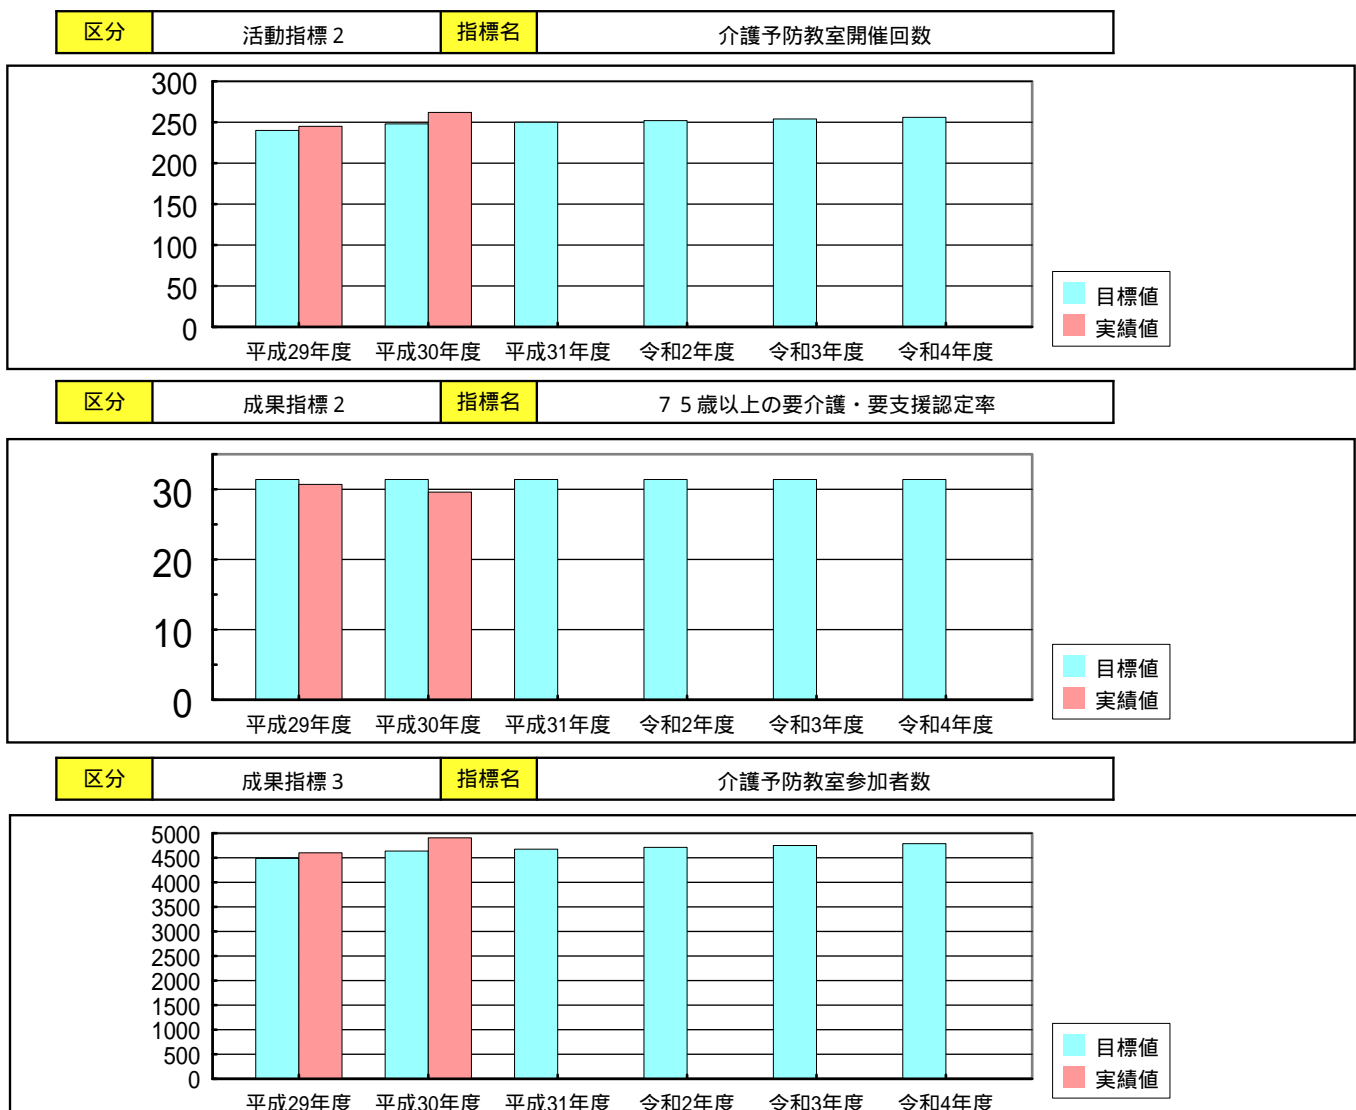 区分 活動指標２ 指標名 介護予防教室開催回数
300
250
200
150
100
50
0
平成29年度 平成30年度 平成31年度 令和2年度 令和3年度 令和4年度
目標値
実績値
区分 成果指標２ 指標名 ７５歳以上の要介護・要支援認定率
30
20
10
0
平成29年度 平成30年度 平成31年度 令和2年度 令和3年度 令和4年度
目標値
実績値
区分 成果指標３ 指標名 介護予防教室参加者数
5000
4500
4000
3500
3000
2500
2000
1500
1000
500
0
平成29年度 平成30年度 平成31年度 令和2年度 令和3年度 令和4年度
目標値
実績値